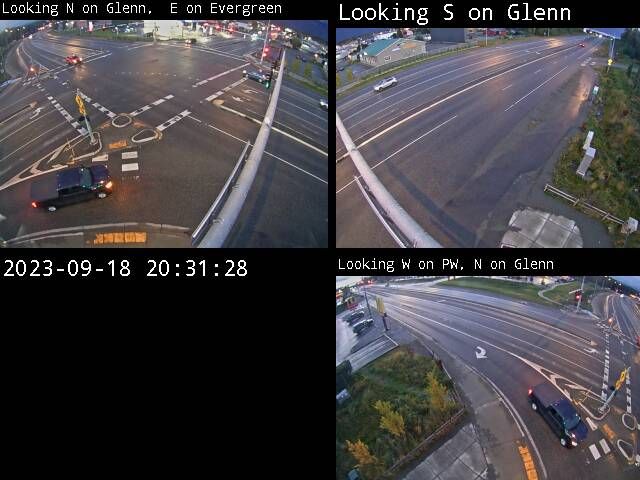 Looking N on Glenn, E on Evergreen
Looking S on Glenn
2023-09-18 20:31:28
Looking W on PW, N on Glenn